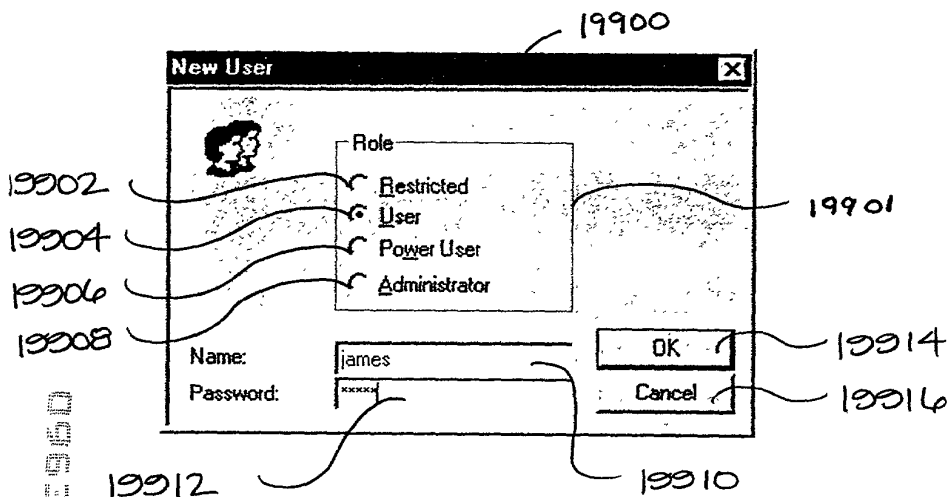 19900
New User
Role
19902
Restricted
19901
User
19904
Power User
19906
Administrator
19908
Name:
james
OK
19914
Password:
*****
Cancel
19916
19912
19910